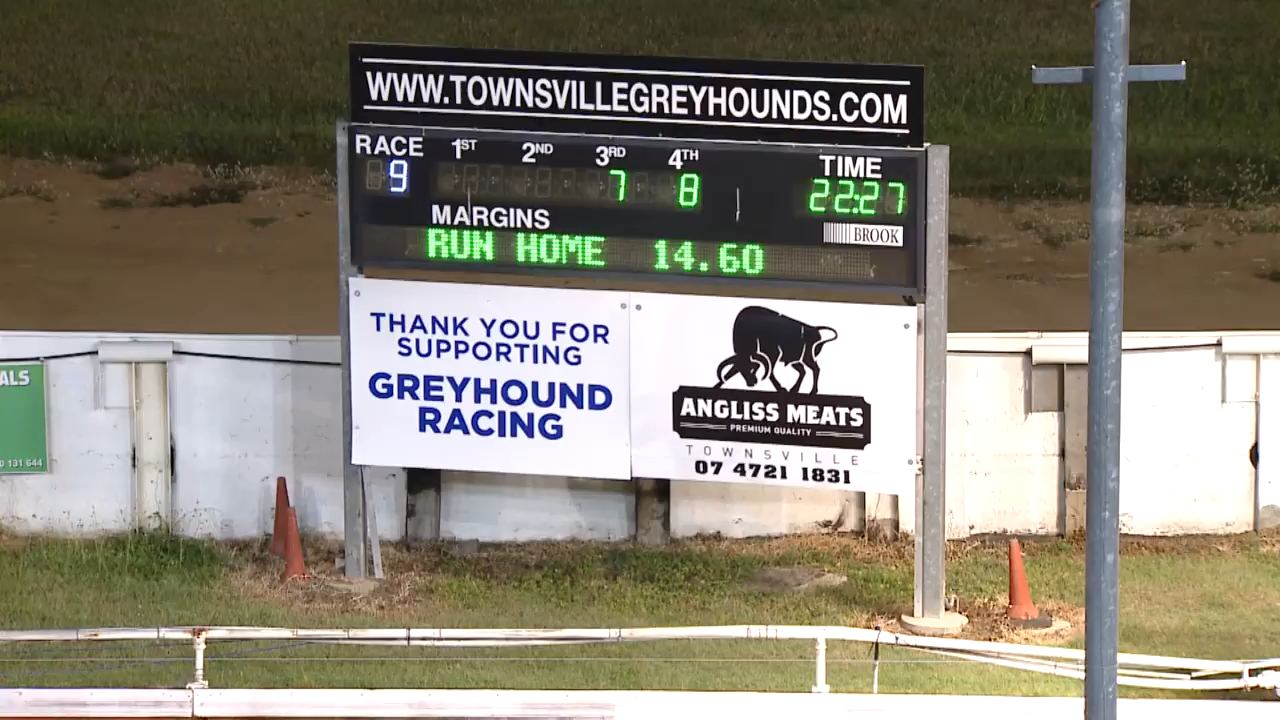 WWW.TOWNSVILLEGREYHOUNDS.COM
RACE 1ST 2ND 3RD 4TH TIME
9 7 8 22:27
MARGINS
BROOK
RUN HOME 14.60
THANK YOU FOR
SUPPORTING
GREYHOUND
RACING
ANGLISS MEATS
PREMIUM QUALITY
TOWNSVILLE
07 4721 1831
ALS
0 131 644